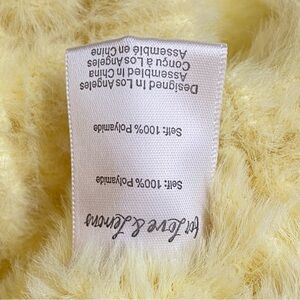 for Love & Lemons
Self: 100% Polyamide
Self: 100% Polyamide
Designed In Los Angeles
Assembled in China
Conçu à Los Angeles
Assemblé en Chine